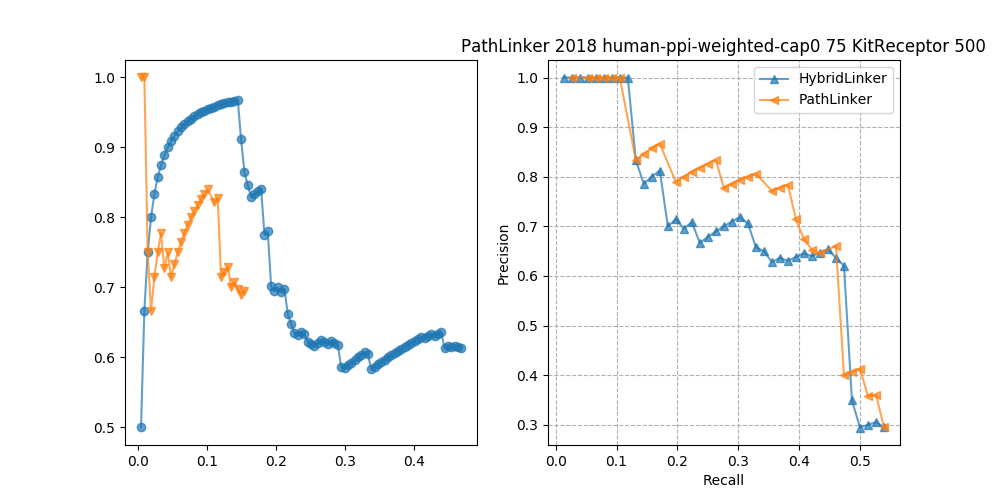 PathLinker 2018 human-ppi-weighted-cap0 75 KitReceptor 500
1.0
0.9
0.8
0.7
0.6
0.5
0.0 0.1 0.2 0.3 0.4
Precision
1.0
0.9
0.8
0.7
0.6
0.5
0.4
0.3
HybridLinker
PathLinker
0.0 0.1 0.2 0.3 0.4 0.5
Recall